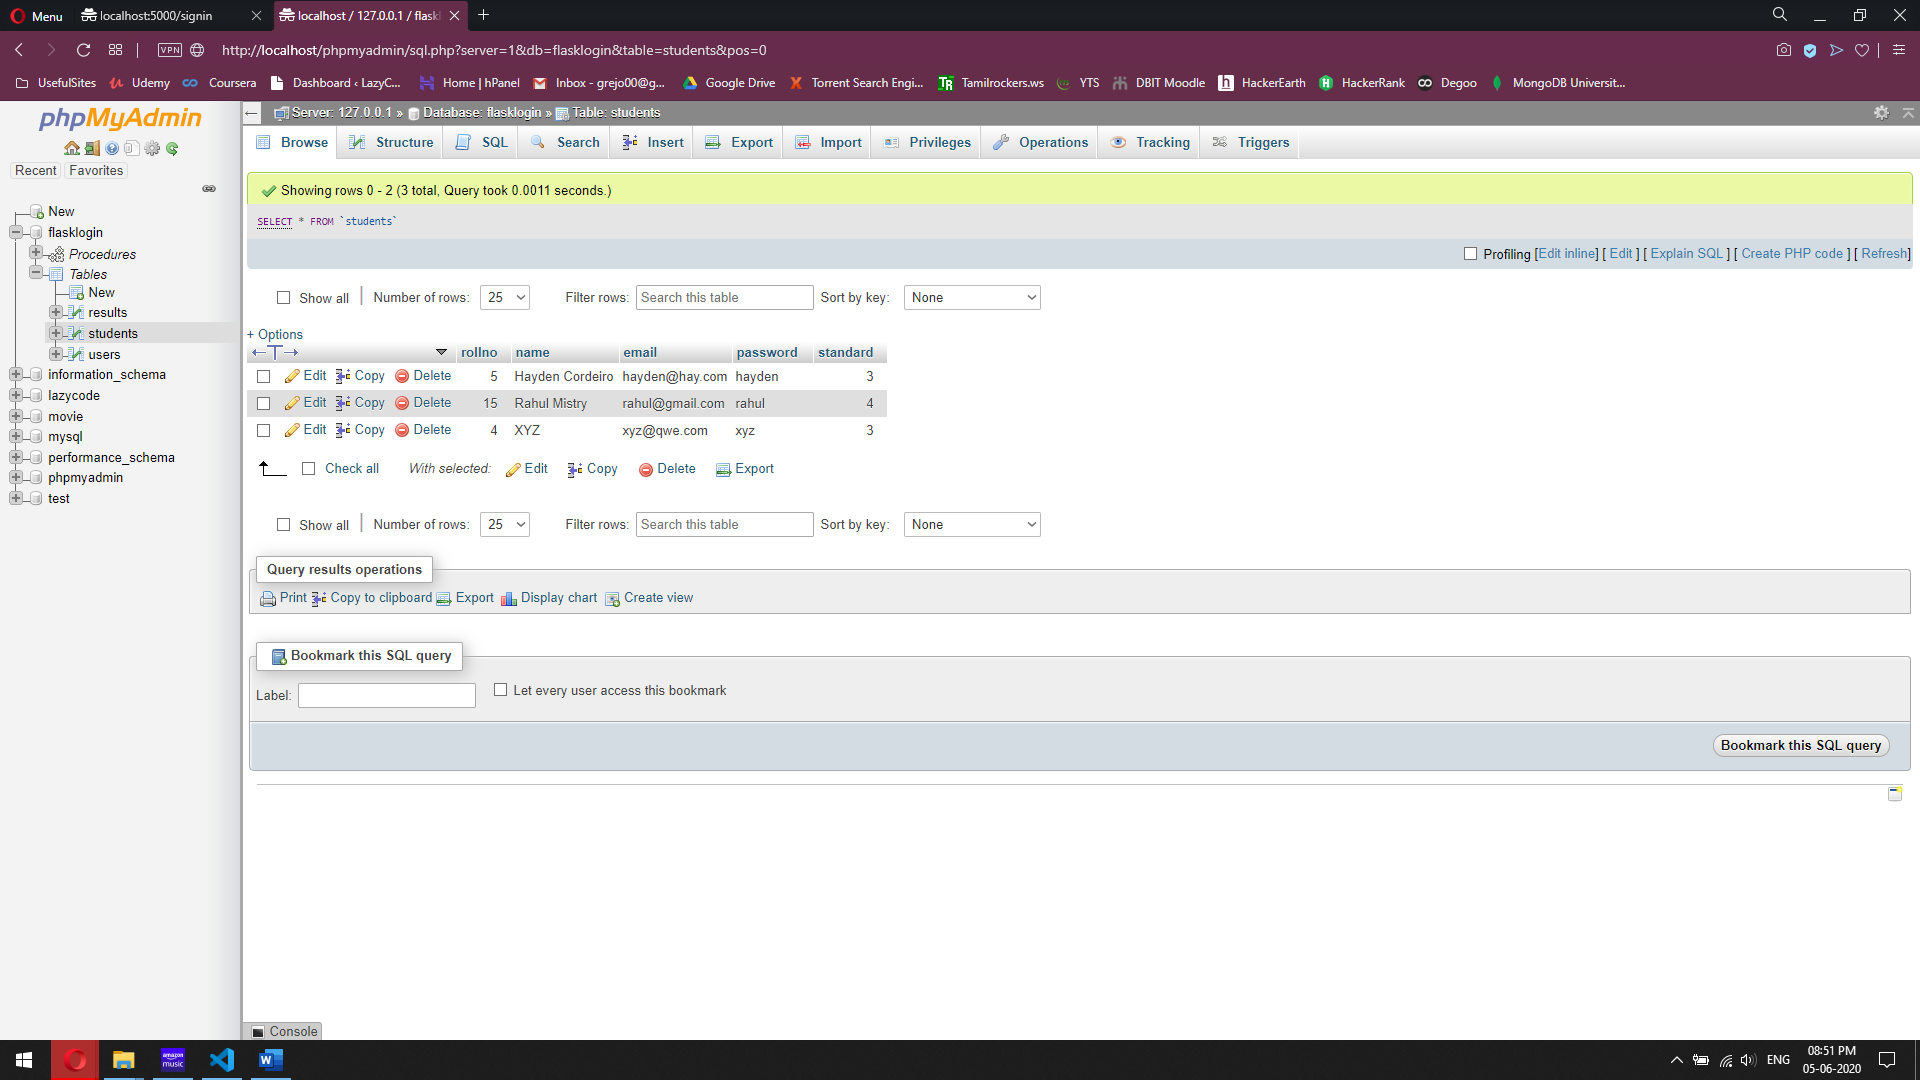 Menu
localhost:5000/signin
localhost / 127.0.0.1 / flask
VPN
http://localhost/phpmyadmin/sql.php?server=1&db=flasklogin&table=students&pos=0
UsefulSites Udemy Coursera Dashboard ‹ LazyC... Home | hPanel Inbox - grejo00@g... Google Drive Torrent Search Engi... Tamilrockers.ws YTS DBIT Moodle HackerEarth HackerRank Degoo MongoDB Universit...
phpMyAdmin
Recent Favorites
New
flasklogin
Procedures
Tables
New
results
students
users
information_schema
lazycode
movie
mysql
performance_schema
phpmyadmin
test
Server: 127.0.0.1 » Database: flasklogin » Table: students
Browse Structure SQL Search Insert Export Import Privileges Operations Tracking Triggers
Showing rows 0 - 2 (3 total, Query took 0.0011 seconds.)
SELECT * FROM `students`
Profiling [Edit inline] [ Edit ] [ Explain SQL ] [ Create PHP code ] [ Refresh]
Show all | Number of rows: 25 Filter rows: Search this table Sort by key: None
+ Options
rollno name email password standard
Edit Copy Delete 5 Hayden Cordeiro hayden@hay.com hayden 3
Edit Copy Delete 15 Rahul Mistry rahul@gmail.com rahul 4
Edit Copy Delete 4 XYZ xyz@qwe.com xyz 3
Check all With selected: Edit Copy Delete Export
Show all | Number of rows: 25 Filter rows: Search this table Sort by key: None
Query results operations
Print Copy to clipboard Export Display chart Create view
Bookmark this SQL query
Label: Let every user access this bookmark
Bookmark this SQL query
Console
amazon music
W
ENG
08:51 PM
05-06-2020